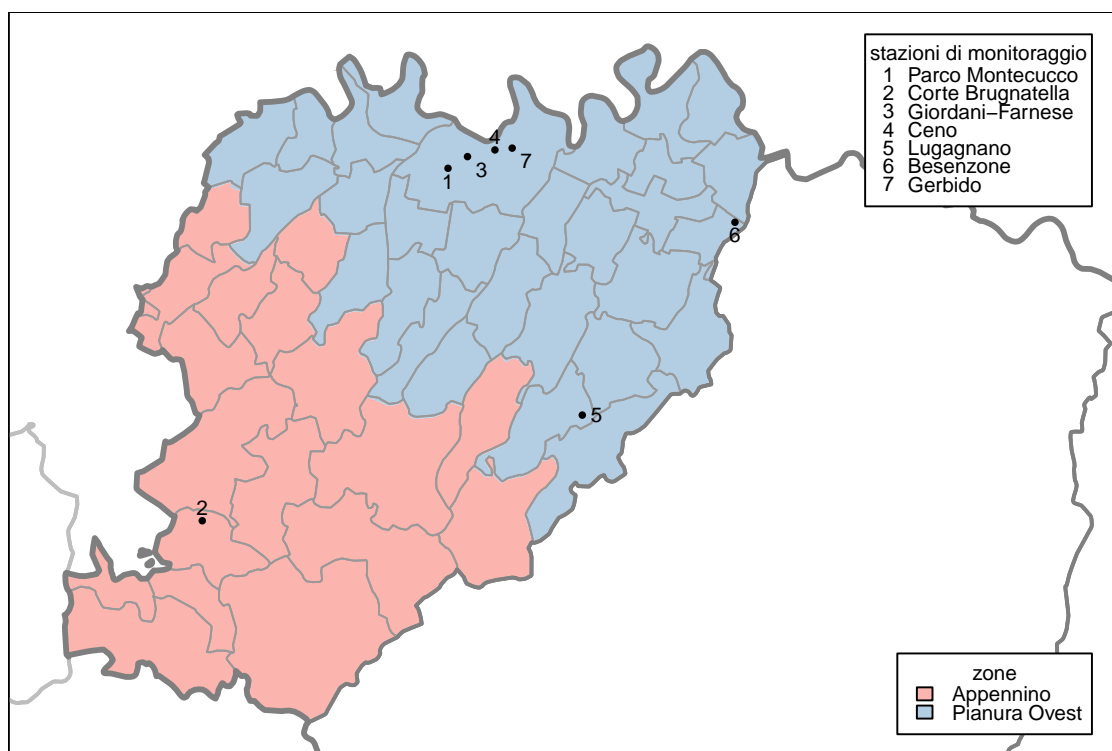 stazioni di monitoraggio
1 Parco Montecucco
2 Corte Brugnatella
3 Giordani−Farnese
4 Ceno
5 Lugagnano
6 Besenzone
7 Gerbido
4
3
7
1
6
5
2
zone
Appennino
Pianura Ovest